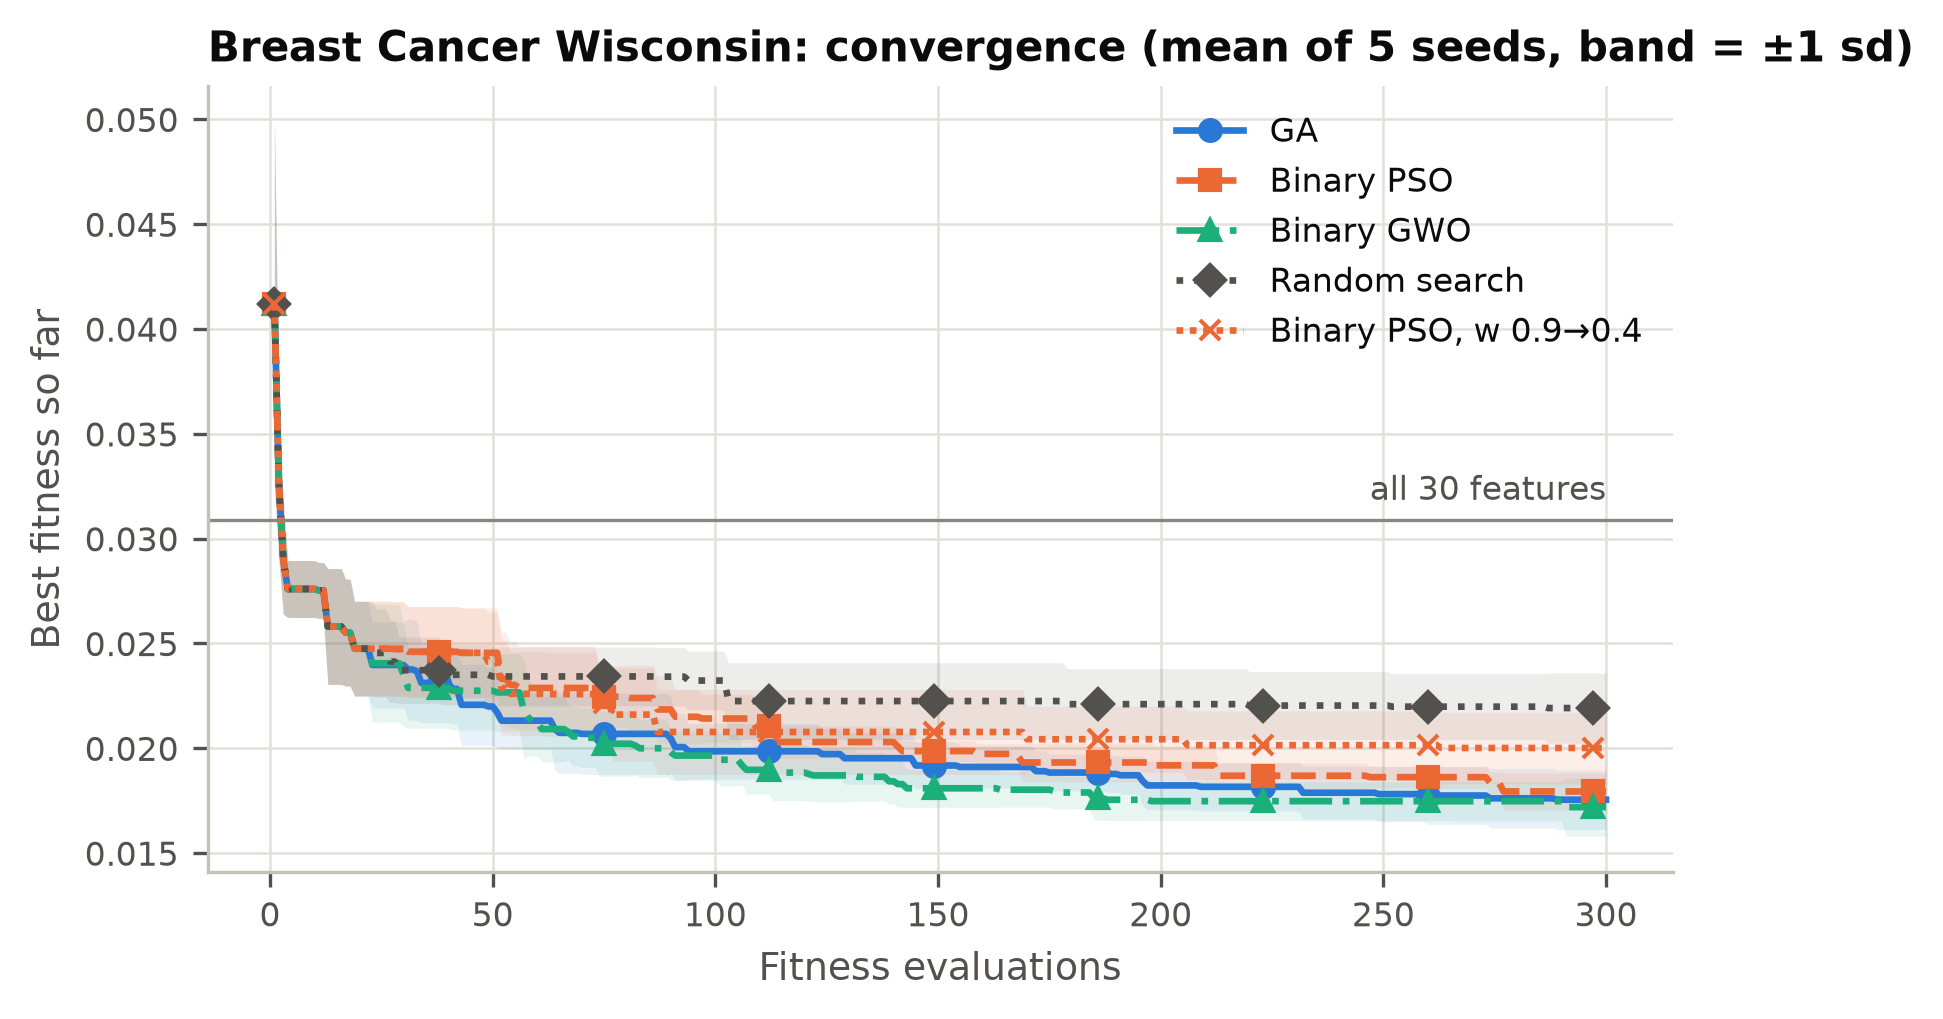 Breast Cancer Wisconsin: convergence (mean of 5 seeds, band = ±1 sd)
0.050
0.045
0.040
0.035
0.030
0.025
0.020
0.015
Best fitness so far
GA
Binary PSO
Binary GWO
Random search
Binary PSO, w 0.9→0.4
all 30 features
0 50 100 150 200 250 300
Fitness evaluations